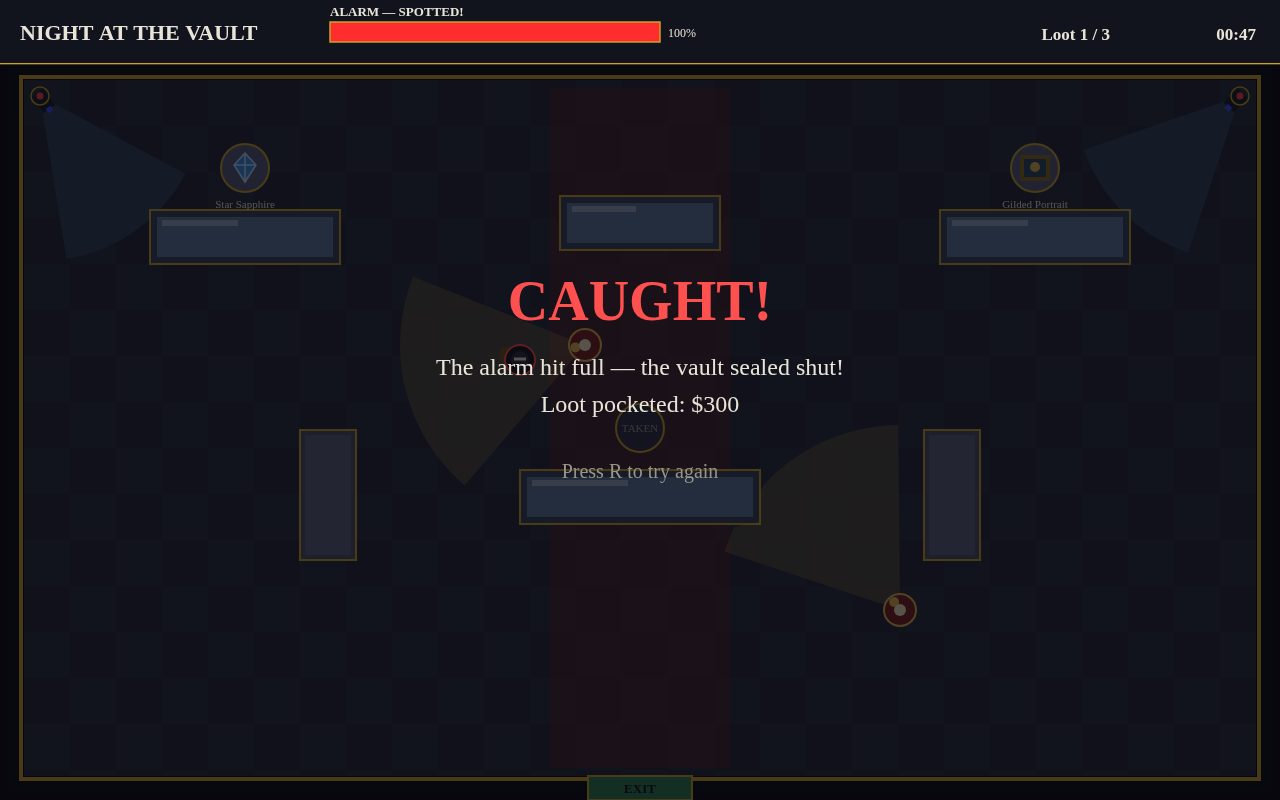 NIGHT AT THE VAULT
ALARM — SPOTTED!
100%
Loot 1 / 3
00:47
Star Sapphire
Gilded Portrait
CAUGHT!
The alarm hit full — the vault sealed shut!
Loot pocketed: $300
TAKEN
Press R to try again
EXIT